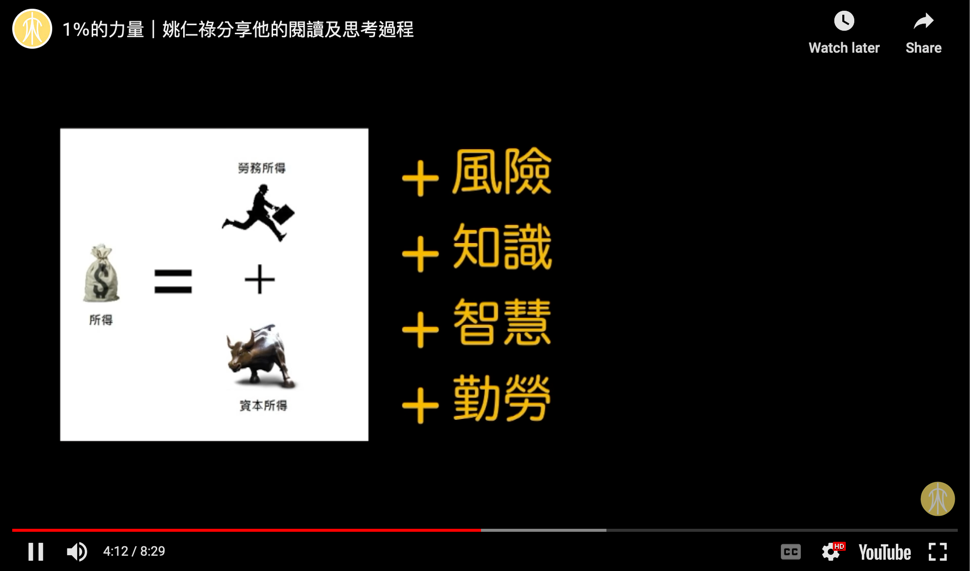 1%的力量｜姚仁祿分享他的閱讀及思考過程
Watch later
Share
勞務所得
$
=
+
所得
資本所得
+風險
+知識
+智慧
+勤勞
4:12 / 8:29
CC
HD
YouTube